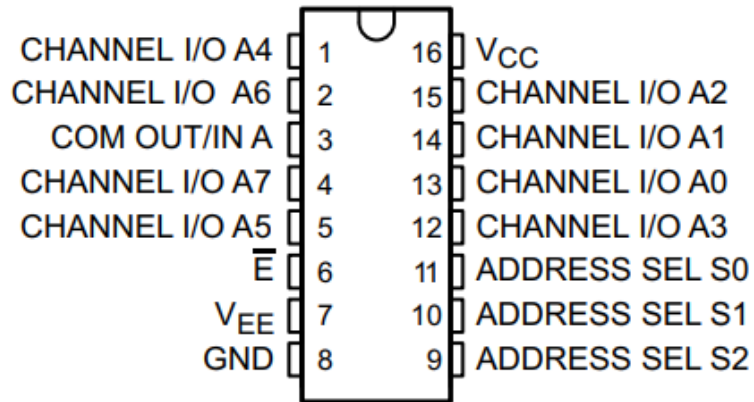 CHANNEL I/O A4 1 16 VCC
CHANNEL I/O A6 2 15 CHANNEL I/O A2
COM OUT/IN A 3 14 CHANNEL I/O A1
CHANNEL I/O A7 4 13 CHANNEL I/O A0
CHANNEL I/O A5 5 12 CHANNEL I/O A3
E̅ 6 11 ADDRESS SEL S0
VEE 7 10 ADDRESS SEL S1
GND 8 9 ADDRESS SEL S2